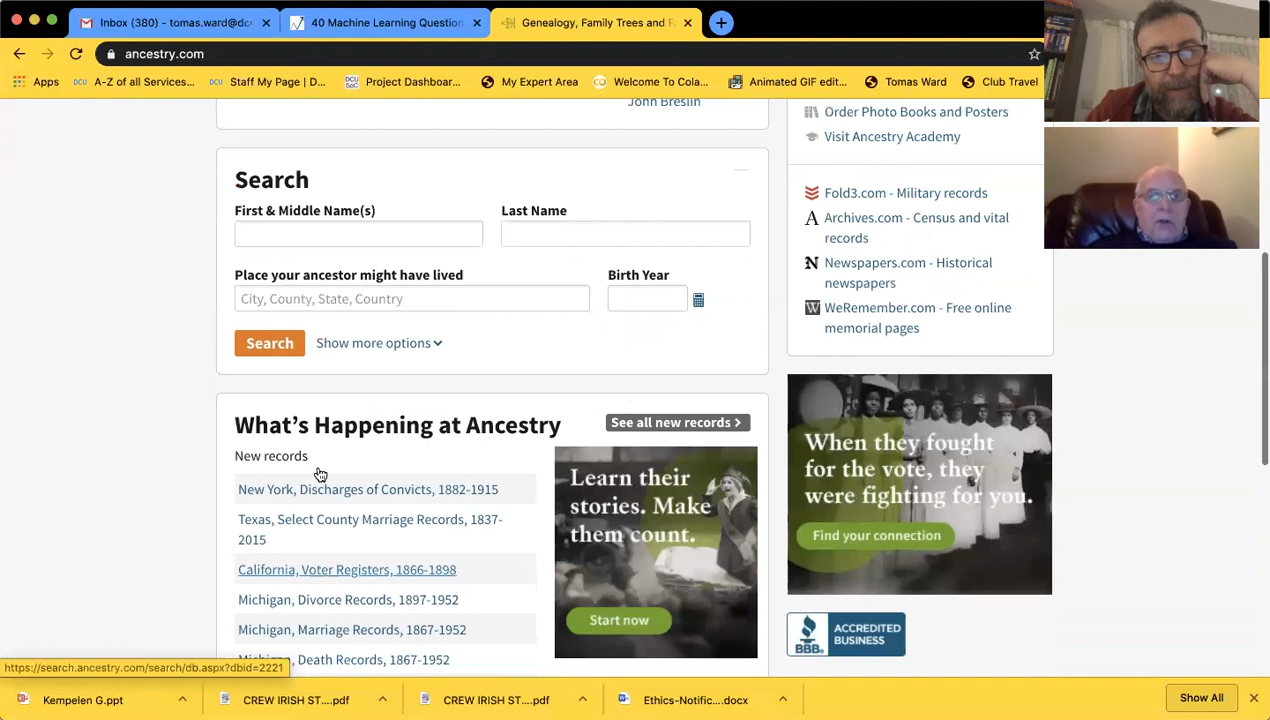 Inbox (380) - tomas.ward@dc
40 Machine Learning Question
Genealogy, Family Trees and F
ancestry.com
Apps
DCU
A-Z of all Services...
DCU
Staff My Page | D...
Project Dashboar...
My Expert Area
Welcome To Cola...
Animated GIF edit...
Tomas Ward
Club Travel
John Breslin
Order Photo Books and Posters
Visit Ancestry Academy
Search
First & Middle Name(s)
Last Name
Place your ancestor might have lived
Birth Year
City, County, State, Country
Search
Show more options
Fold3.com - Military records
Archives.com - Census and vital
records
Newspapers.com - Historical
newspapers
WeRemember.com - Free online
memorial pages
What's Happening at Ancestry
See all new records >
New records
New York, Discharges of Convicts, 1882-1915
Texas, Select County Marriage Records, 1837-
2015
California, Voter Registers, 1866-1898
Michigan, Divorce Records, 1897-1952
Michigan, Marriage Records, 1867-1952
Michigan, Death Records, 1867-1952
Learn their
stories. Make
them count.
Start now
When they fought
for the vote, they
were fighting for you.
Find your connection
BBB
ACCREDITED
BUSINESS
https://search.ancestry.com/search/db.aspx?dbid=2221
Kempelen G.ppt
CREW IRISH ST....pdf
CREW IRISH ST....pdf
Ethics-Notific....docx
Show All